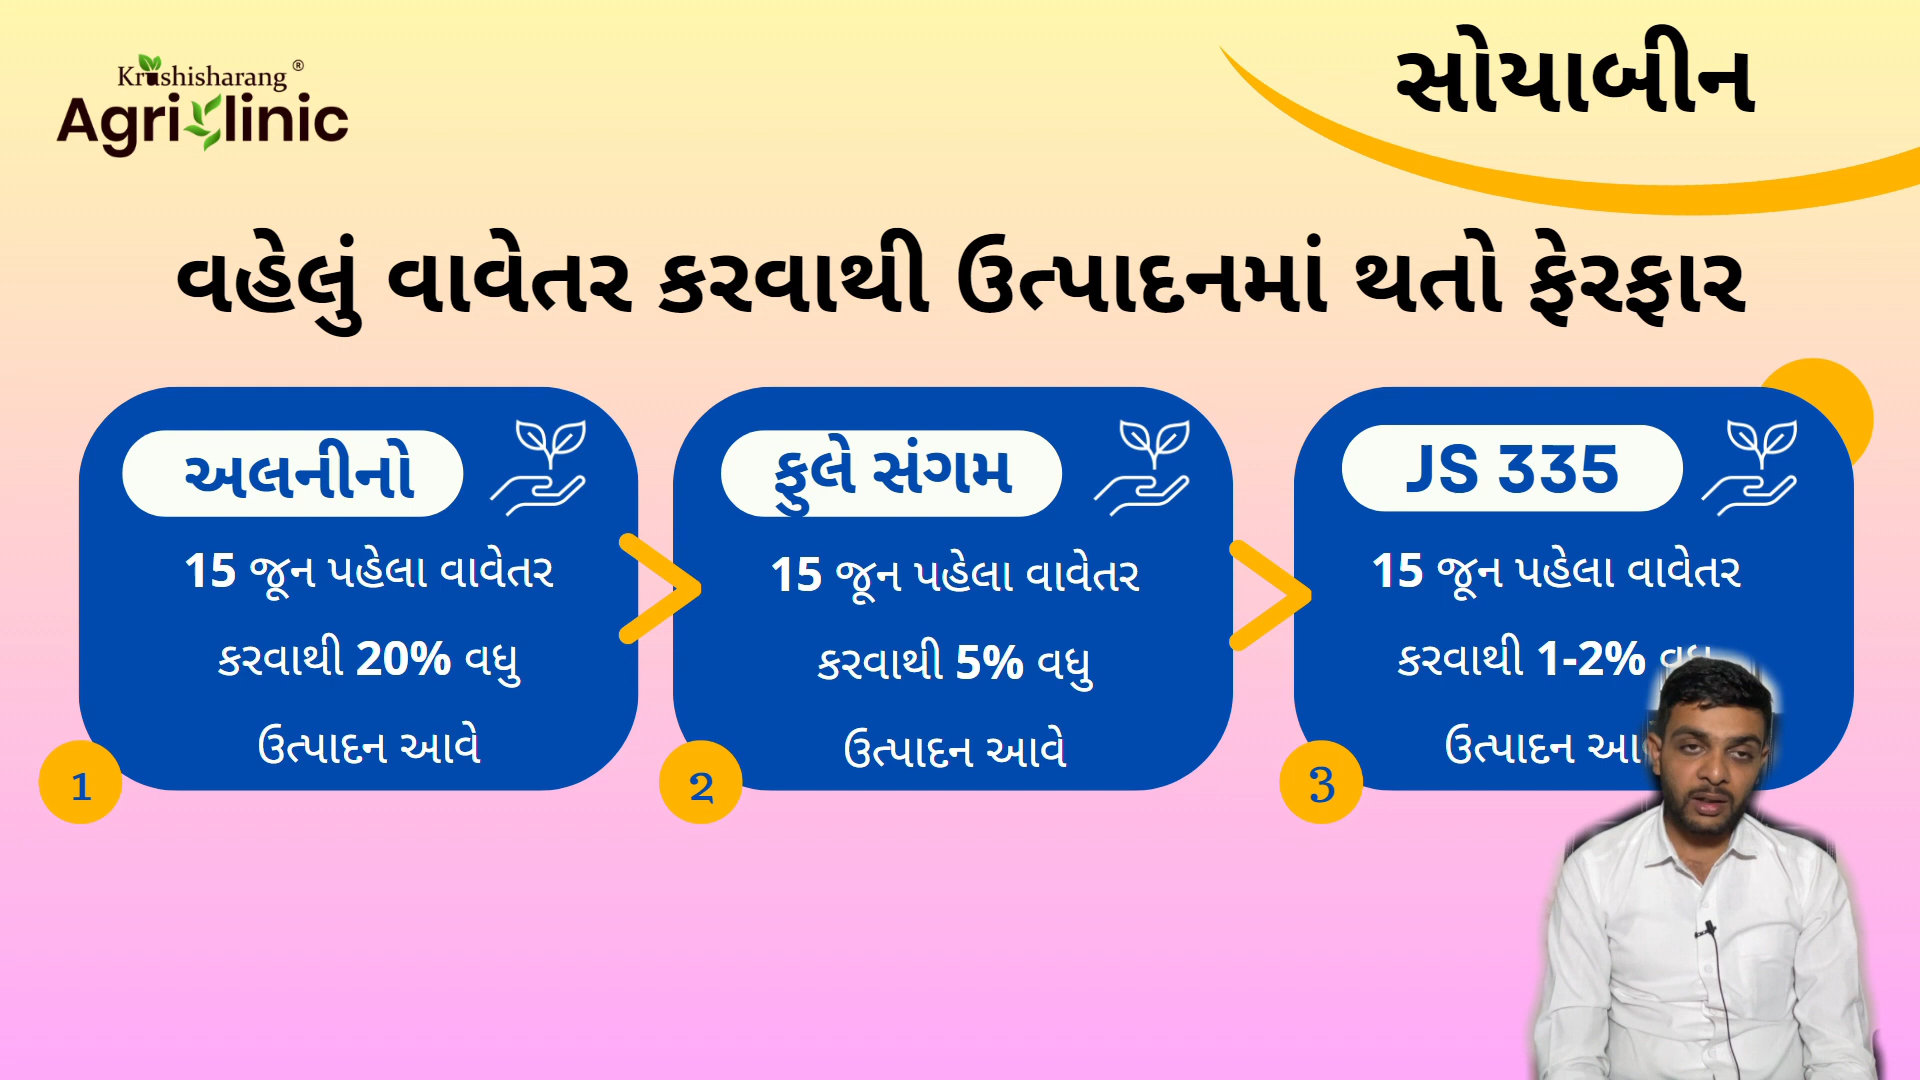 Krushisharang ®
Agri Clinic
સોયાબીન
વહેલું વાવેતર કરવાથી ઉત્પાદનમાં થતો ફેરફાર
અલનીનો
15 જૂન પહેલા વાવેતર
કરવાથી 20% વધુ
ઉત્પાદન આવે
1
ફુલે સંગમ
15 જૂન પહેલા વાવેતર
કરવાથી 5% વધુ
ઉત્પાદન આવે
2
JS 335
15 જૂન પહેલા વાવેતર
કરવાથી 1-2%
ઉત્પાદન
3